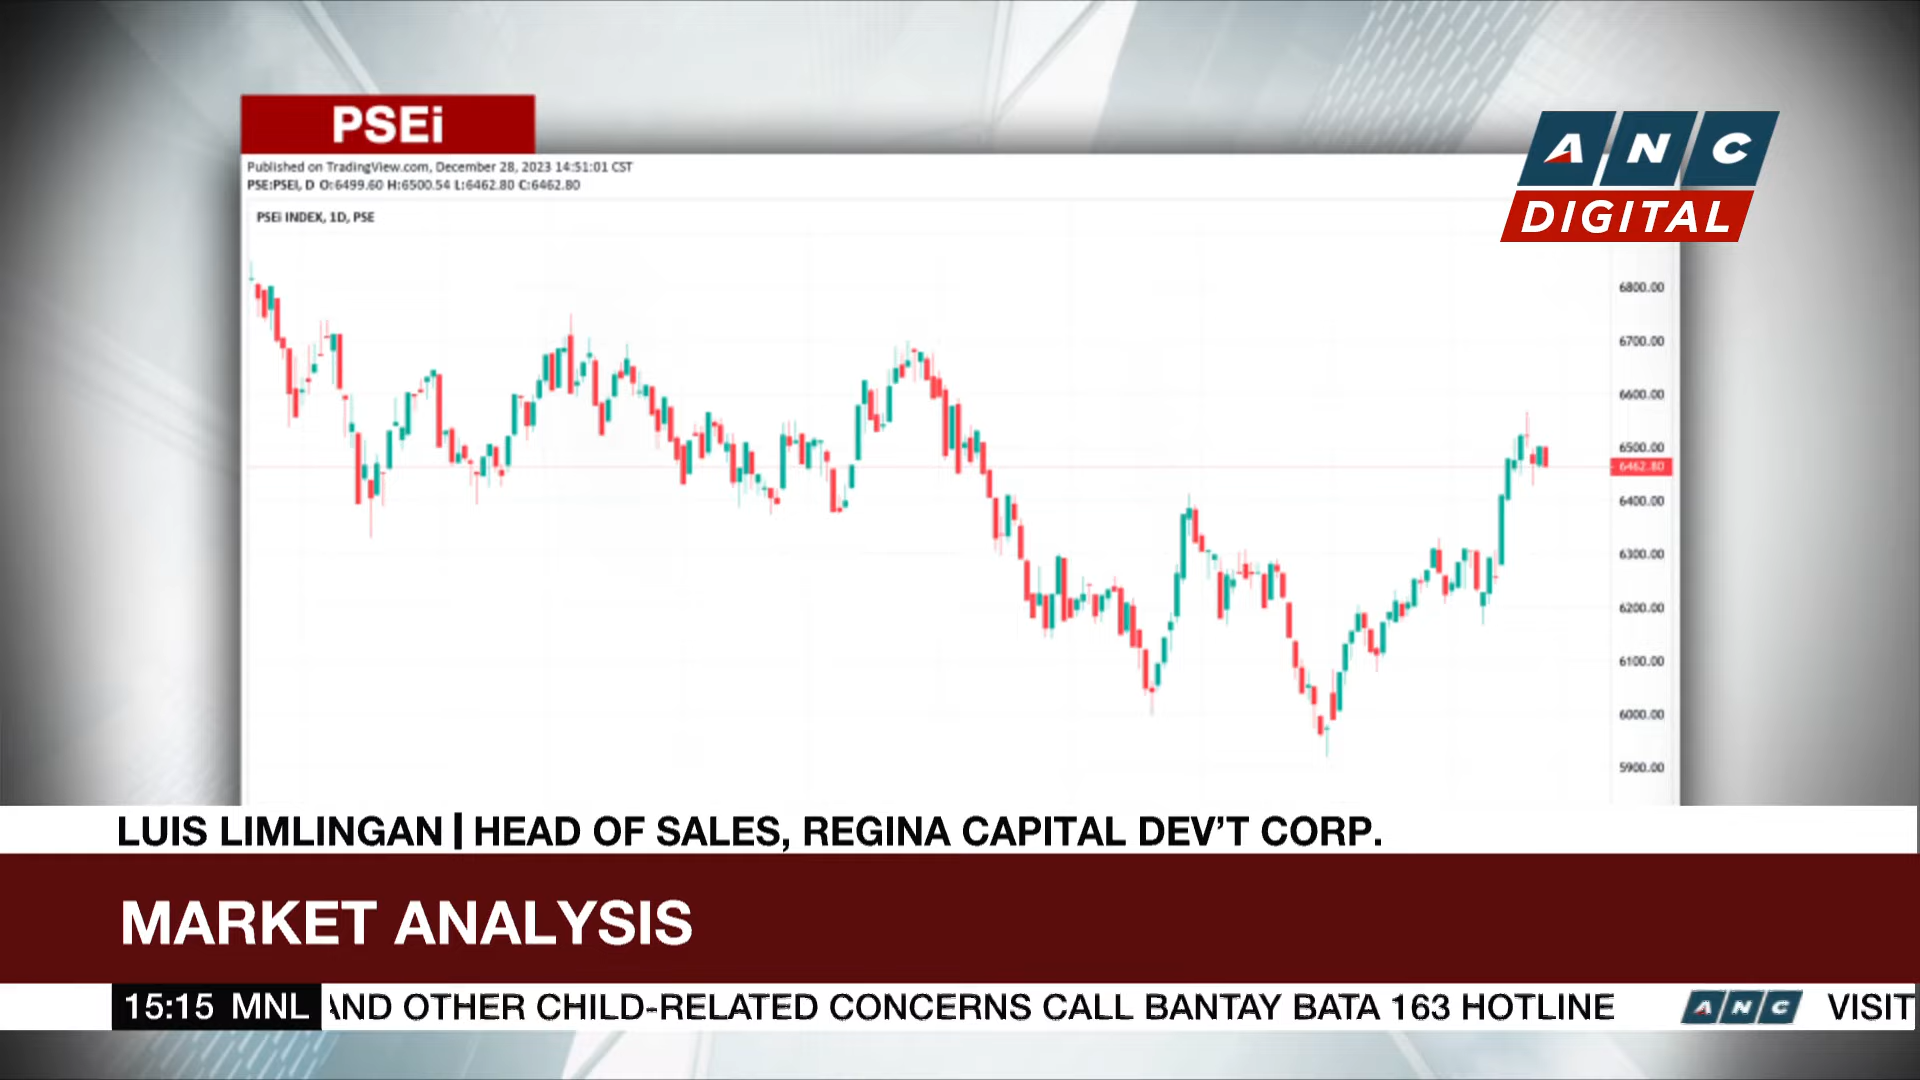 PSEi
Published on TradingView.com, December 28, 2023 14:51:01 CST
PSE:PSEI, D O:6499.60 H:6500.54 L:6462.80 C:6462.80
PSEi INDEX, 1D, PSE
ANC
DIGITAL
6800.00
6700.00
6600.00
6500.00
6462.80
6400.00
6300.00
6200.00
6100.00
6000.00
5900.00
LUIS LIMLINGAN | HEAD OF SALES, REGINA CAPITAL DEV'T CORP.
MARKET ANALYSIS
15:15 MNL AND OTHER CHILD-RELATED CONCERNS CALL BANTAY BATA 163 HOTLINE ANC VISIT